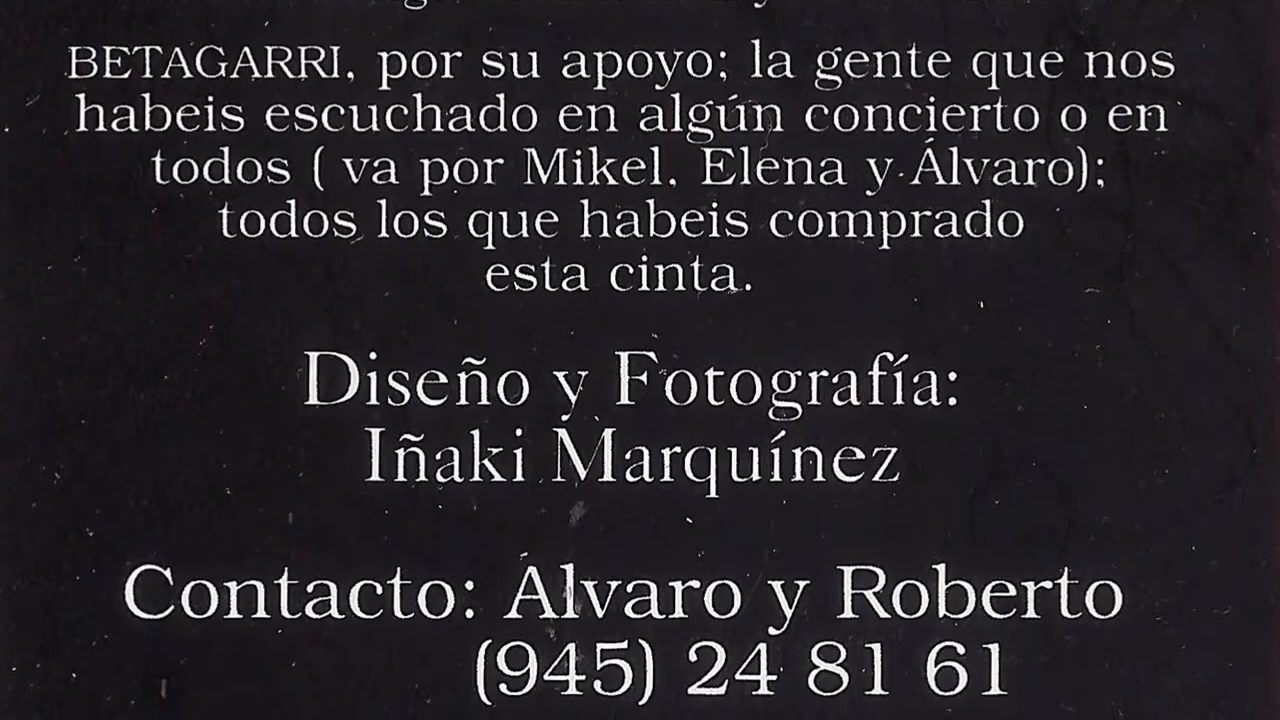 BETAGARRI, por su apoyo; la gente que nos
habeis escuchado en algún concierto o en
todos ( va por Mikel, Elena y Álvaro);
todos los que habeis comprado
esta cinta.
Diseño y Fotografía:
Iñaki Marquínez
Contacto: Álvaro y Roberto
(945) 24 81 61